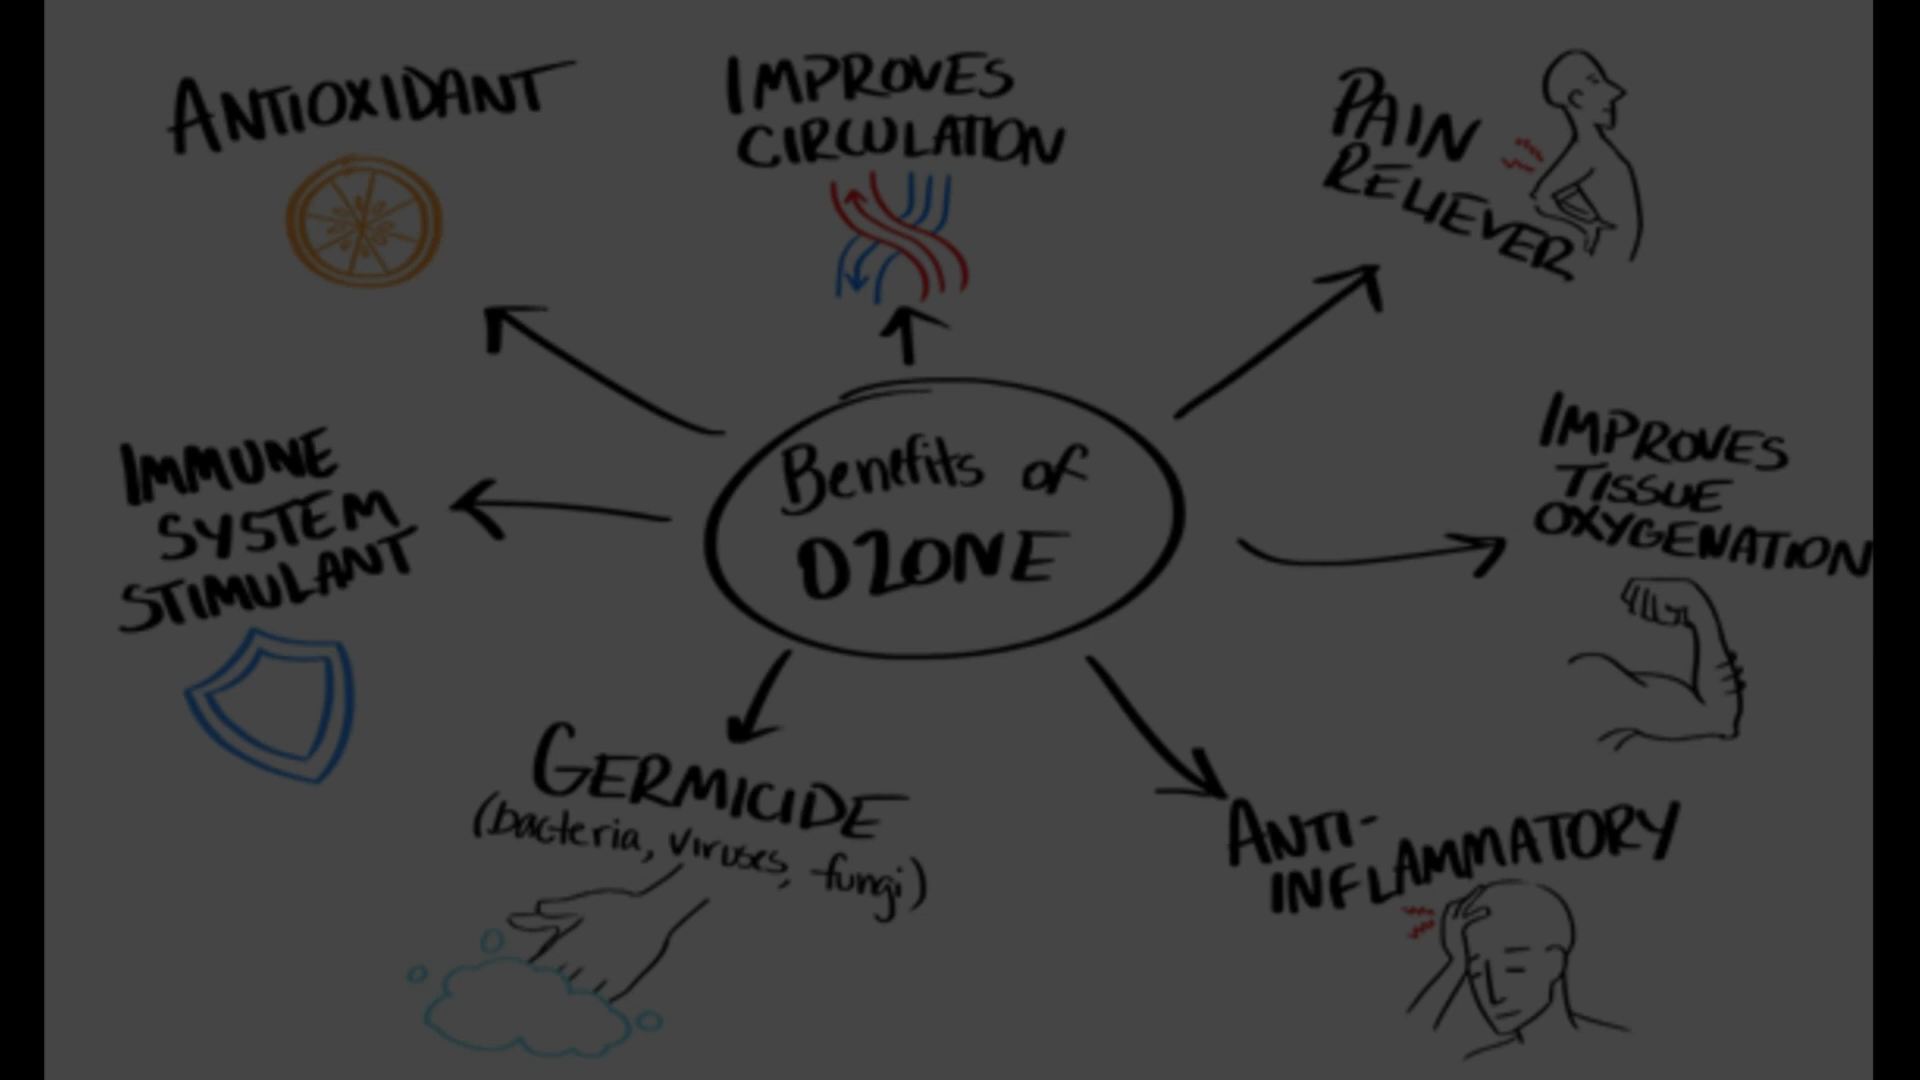 ANTIOXIDANT
IMPROVES
CIRCULATION
PAIN
RELIEVER
IMMUNE
SYSTEM
STIMULANT
Benefits of
OZONE
IMPROVES
TISSUE
OXYGENATION
GERMICIDE
(bacteria, viruses, fungi)
ANTI-
INFLAMMATORY